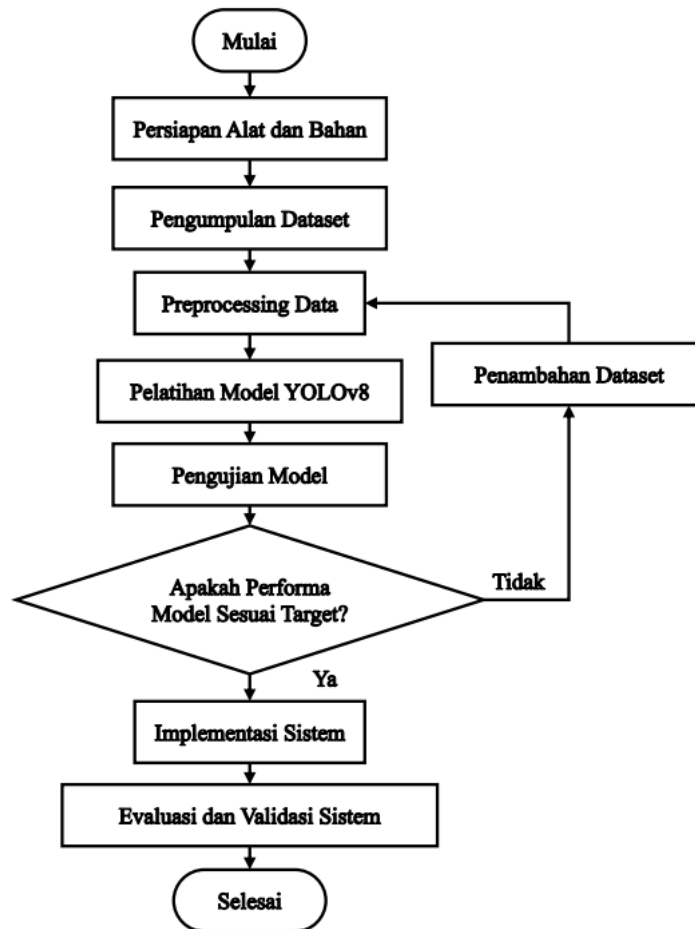 Mulai
Persiapan Alat dan Bahan
Pengumpulan Dataset
Preprocessing Data
Penambahan Dataset
Pelatihan Model YOLOv8
Pengujian Model
Apakah Performa
Model Sesuai Target?
Tidak
Ya
Implementasi Sistem
Evaluasi dan Validasi Sistem
Selesai